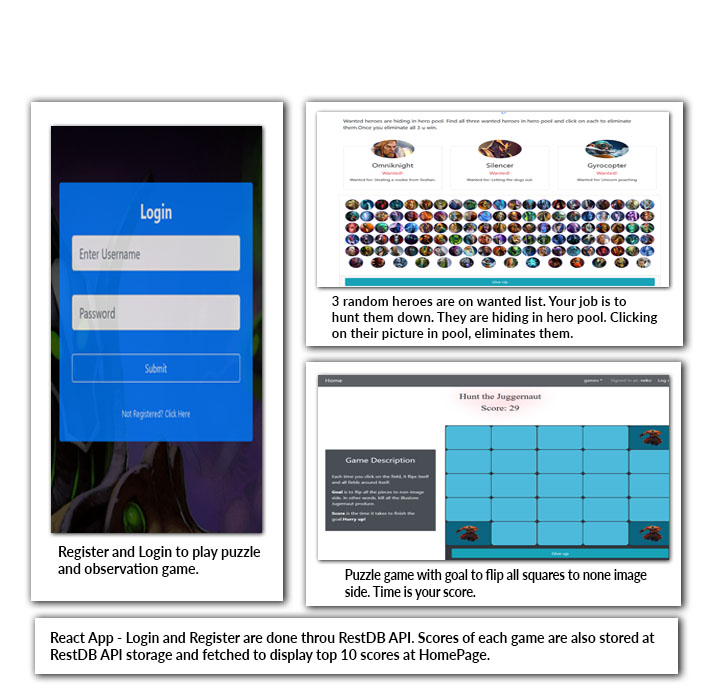 Login
Enter Username
Password
Submit
Not Registered? Click Here
Register and Login to play puzzle
and observation game.
Wanted heroes are hiding in hero pool. Find all three wanted heroes in hero pool and click on each to eliminate
them.Once you eliminate all 3 u win.
Omniknight
Wanted!
Wanted for: Stealing a cookie from Roshan.
Silencer
Wanted!
Wanted for: Letting the dogs out.
Gyrocopter
Wanted!
Wanted for: Unicorn poaching
Give Up
3 random heroes are on wanted list. Your job is to
hunt them down. They are hiding in hero pool. Clicking
on their picture in pool, eliminates them.
Home games Signed in as: neko Log
Hunt the Juggernaut
Score: 29
Game Description
Each time you click on the field, it flips itself
and all fields around itself.
Goal is to flip all the pieces to non-image
side. In other words, kill all the illusions
Juggernaut produce.
Score is the time it takes to finish the
goal.Hurry up!
Give up
Puzzle game with goal to flip all squares to none image
side. Time is your score.
React App - Login and Register are done throu RestDB API. Scores of each game are also stored at
RestDB API storage and fetched to display top 10 scores at HomePage.